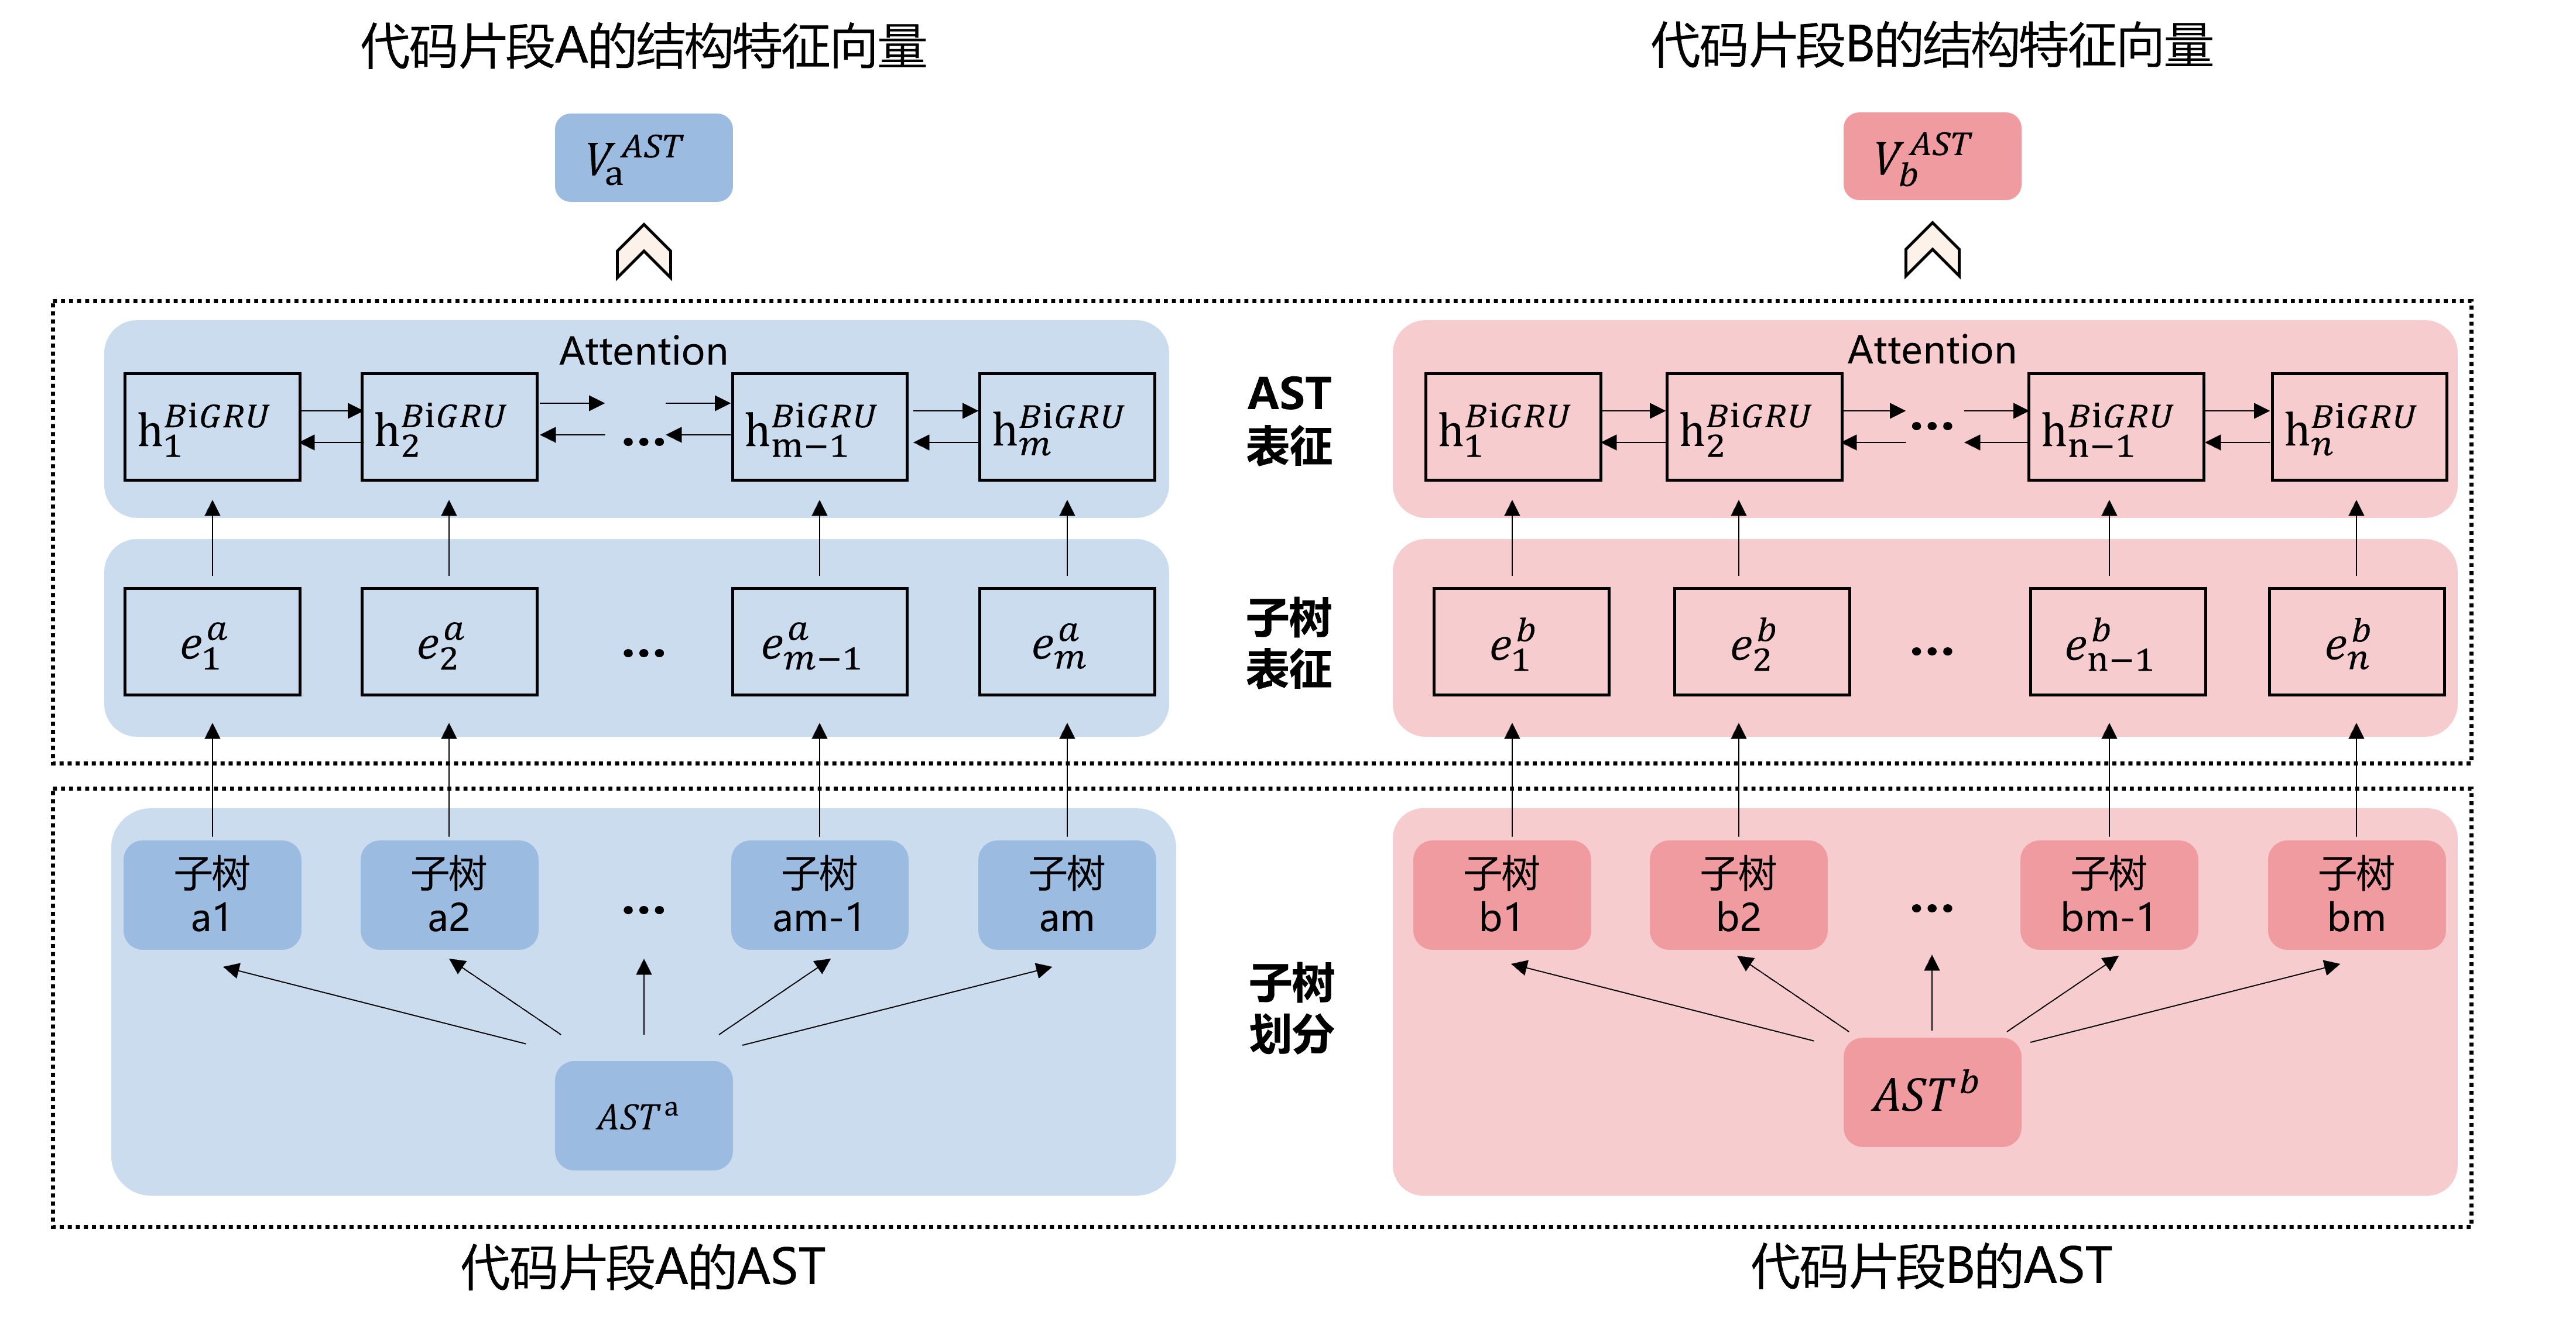 代码片段A的结构特征向量
代码片段B的结构特征向量
V_a^{AST}
V_b^{AST}
Attention
h_1^{BiGRU} h_2^{BiGRU} ... h_{m-1}^{BiGRU} h_m^{BiGRU}
AST
表征
Attention
h_1^{BiGRU} h_2^{BiGRU} ... h_{n-1}^{BiGRU} h_n^{BiGRU}
e_1^a e_2^a ... e_{m-1}^a e_m^a
子树
表征
e_1^b e_2^b ... e_{n-1}^b e_n^b
子树
a1
子树
a2
...
子树
am-1
子树
am
AST^a
子树
划分
子树
b1
子树
b2
...
子树
bm-1
子树
bm
AST^b
代码片段A的AST
代码片段B的AST